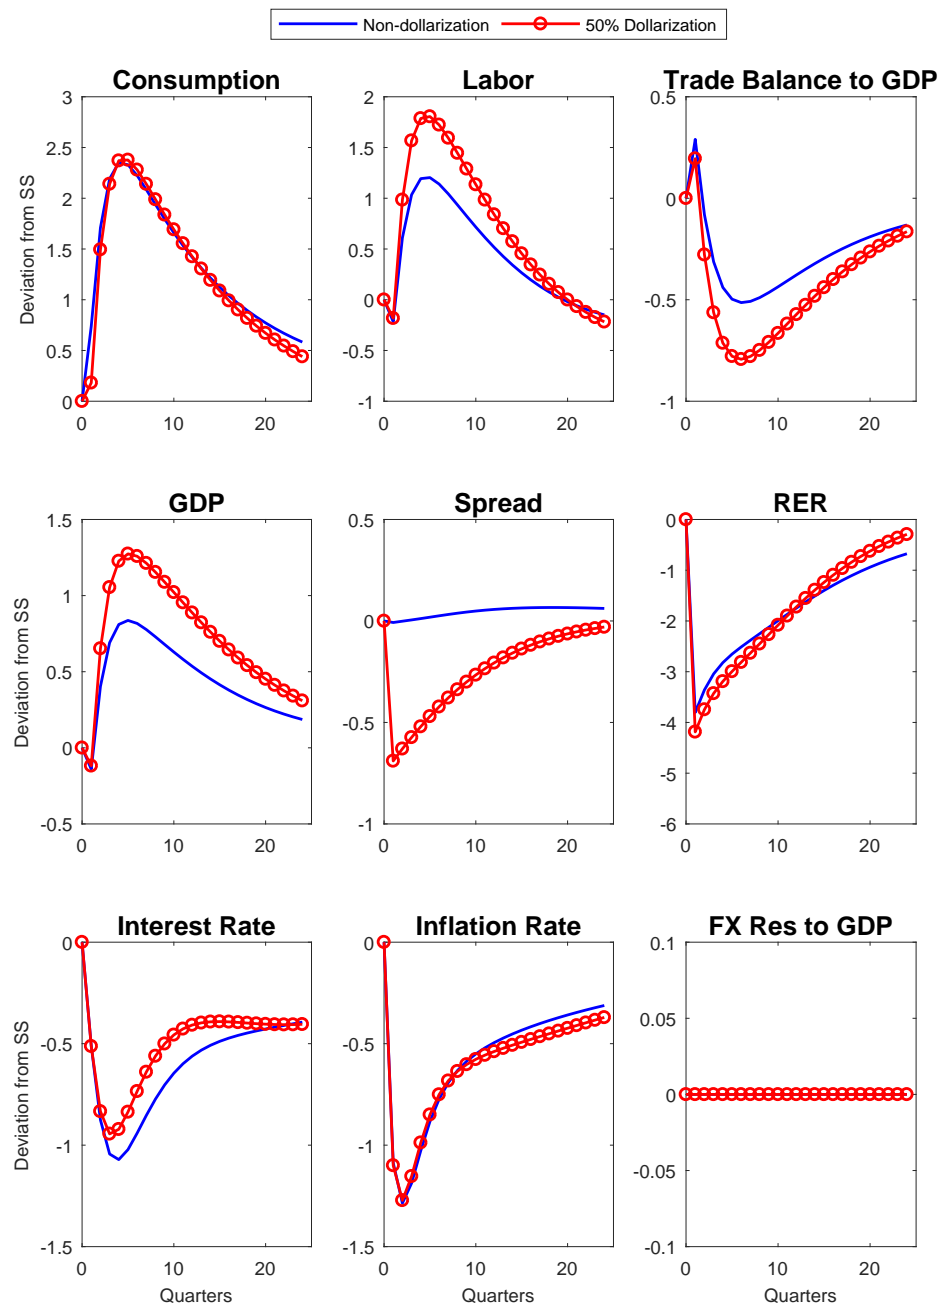 Non-dollarization 50% Dollarization
Consumption Labor Trade Balance to GDP
3 2 0.5
2.5
1.5
2 0
1
1.5
0.5
1 -0.5
0
0.5
-0.5
0 -1 -1
Deviation from SS
0 10 20 0 10 20 0 10 20
GDP Spread RER
1.5 0.5 0
-1
1
0 -2
0.5
-3
-0.5 -4
0
-5
-0.5 -1 -6
Deviation from SS
0 10 20 0 10 20 0 10 20
Interest Rate Inflation Rate FX Res to GDP
0 0 0.1
-0.5 -0.5 0.05
0
-1 -1 -0.05
-1.5 -1.5 -0.1
Deviation from SS
0 10 20 0 10 20 0 10 20
Quarters Quarters Quarters